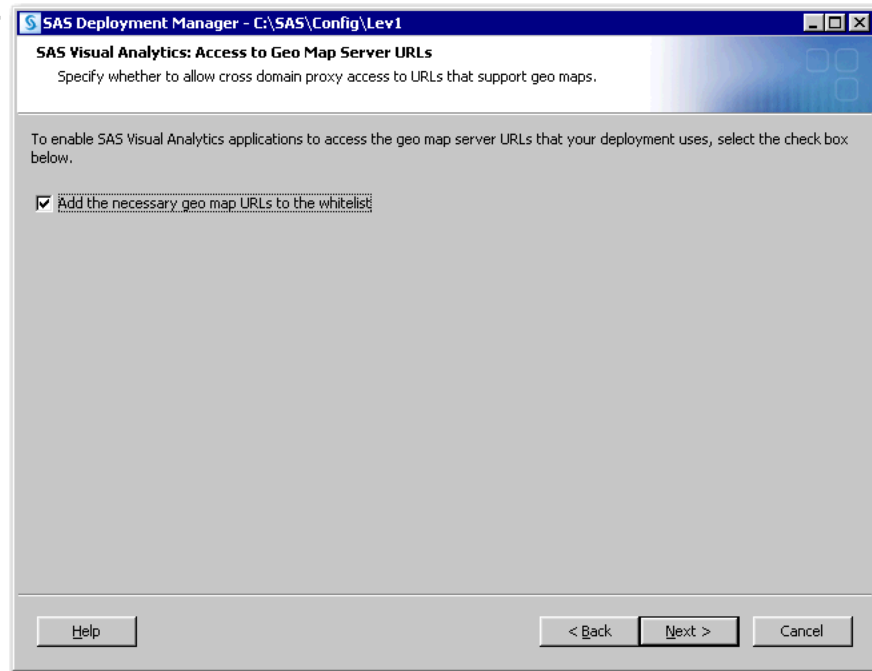 SAS Deployment Manager - C:\SAS\Config\Lev1
SAS Visual Analytics: Access to Geo Map Server URLs
Specify whether to allow cross domain proxy access to URLs that support geo maps.
To enable SAS Visual Analytics applications to access the geo map server URLs that your deployment uses, select the check box
below.
Add the necessary geo map URLs to the whitelist
Help
< Back
Next >
Cancel